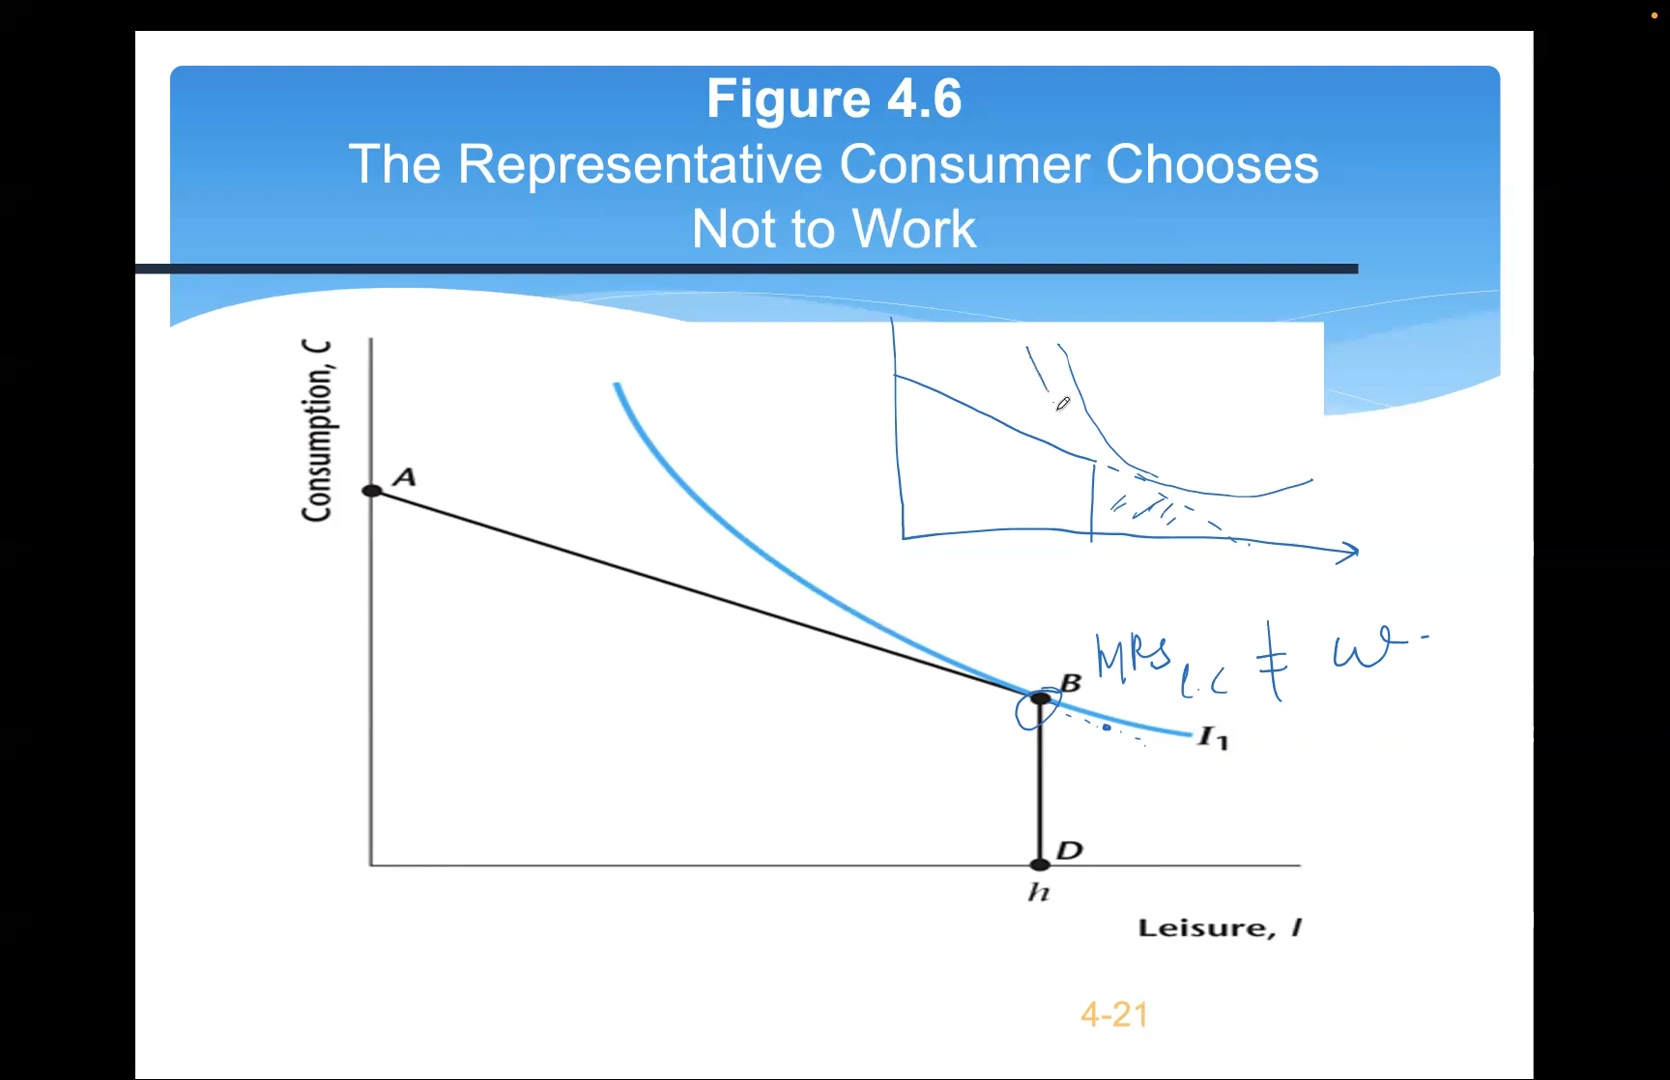 Figure 4.6
The Representative Consumer Chooses
Not to Work
Consumption, C
A
B
MRS l.c ≠ w
I1
D
h
Leisure, l
4-21